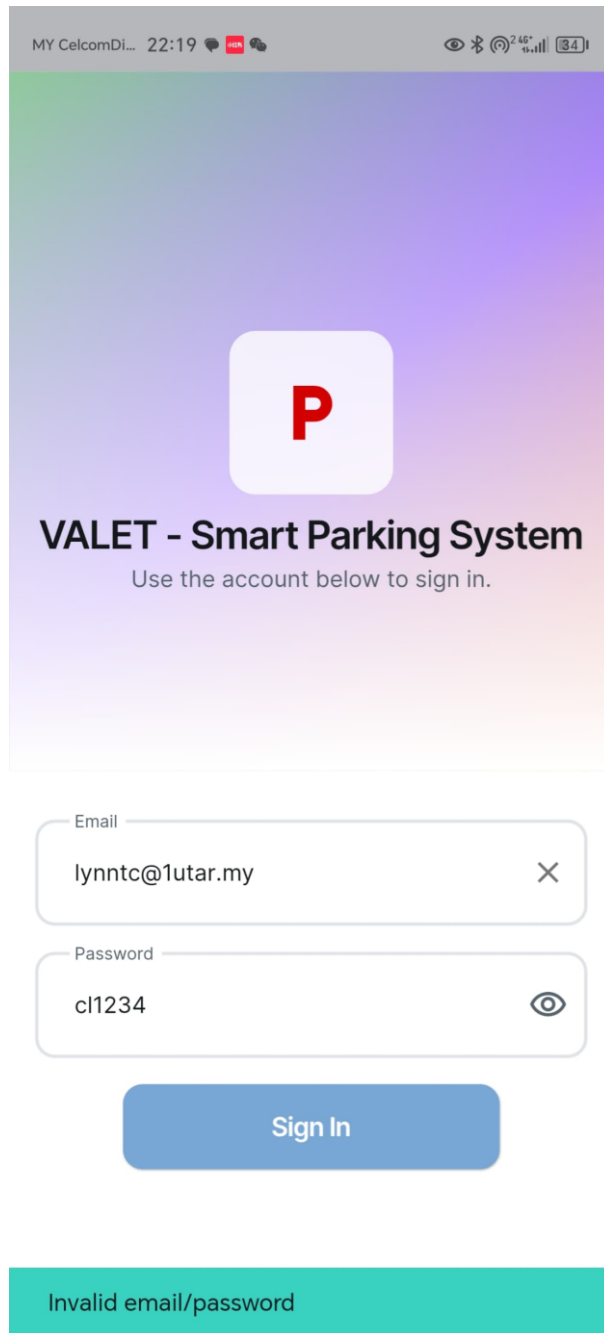 MY CelcomDi... 22:19 34
P
VALET - Smart Parking System
Use the account below to sign in.
Email
lynntc@1utar.my
Password
cl1234
Sign In
Invalid email/password